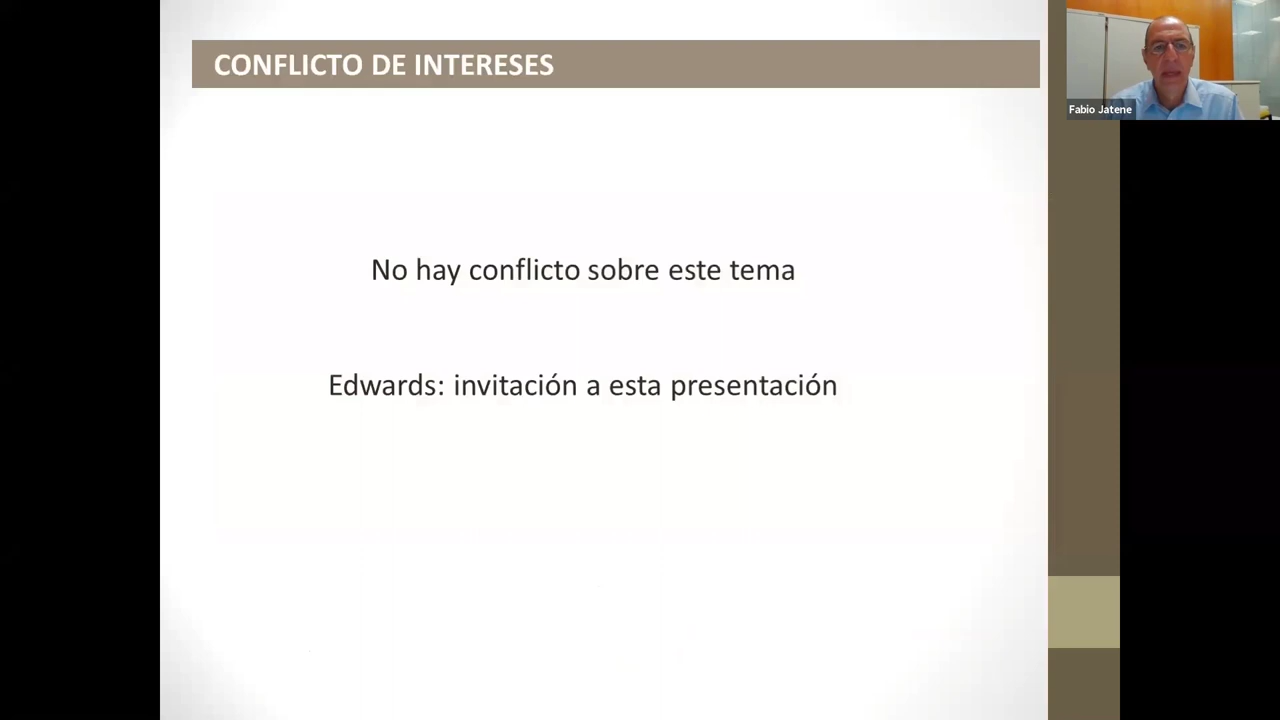 CONFLICTO DE INTERESES
Fabio Jatene
No hay conflicto sobre este tema
Edwards: invitación a esta presentación